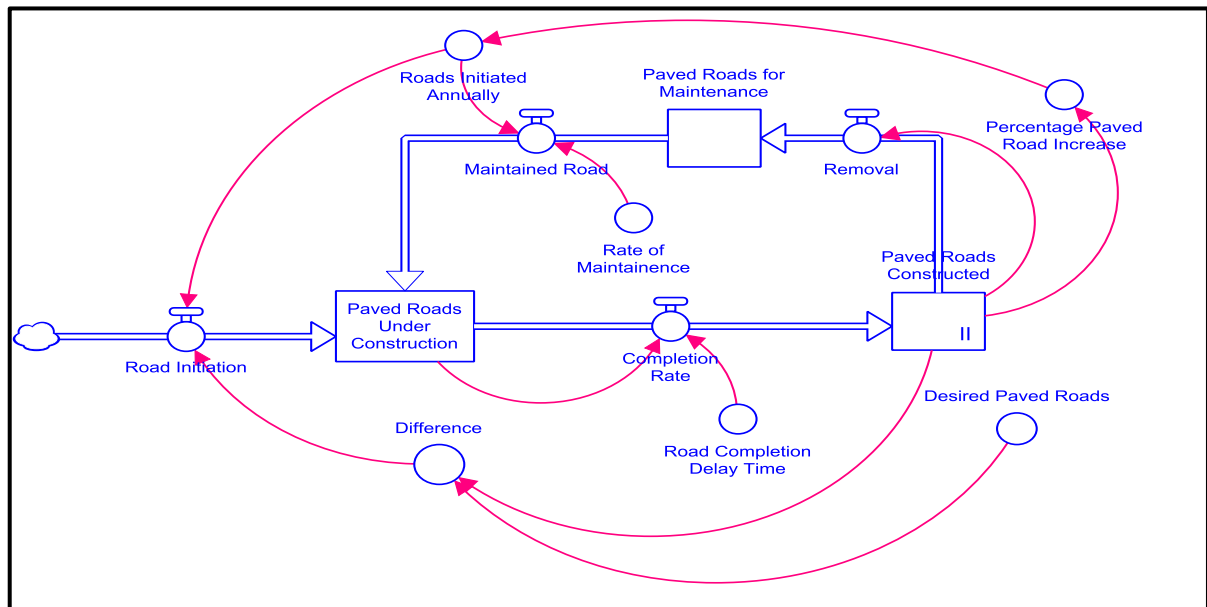 Roads Initiated
Annually
Paved Roads for
Maintenance
Percentage Paved
Road Increase
Maintained Road
Removal
Rate of
Maintainence
Paved Roads
Constructed
Paved Roads
Under
Construction
II
Road Initiation
Completion
Rate
Desired Paved Roads
Difference
Road Completion
Delay Time